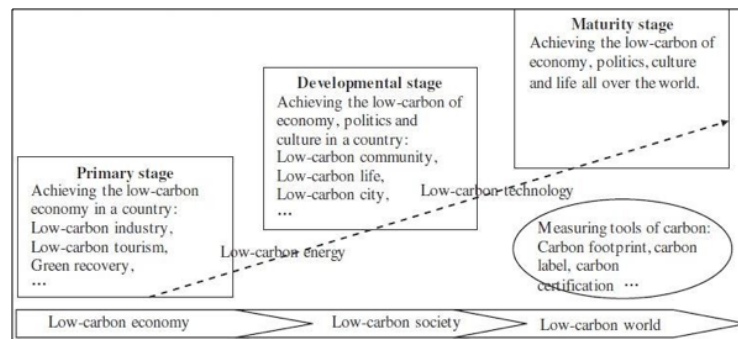 Maturity stage
Achieving the low-carbon of
economy, politics, culture
and life all over the world.
Developmental stage
Achieving the low-carbon of
economy, politics and
culture in a country:
Low-carbon community,
Low-carbon life,
Low-carbon city,
…
Primary stage
Achieving the low-carbon
economy in a country:
Low-carbon industry,
Low-carbon tourism,
Green recovery,
…
Low-carbon energy
Low-carbon technology
Measuring tools of carbon:
Carbon footprint, carbon
label, carbon
certification …
Low-carbon economy
Low-carbon society
Low-carbon world